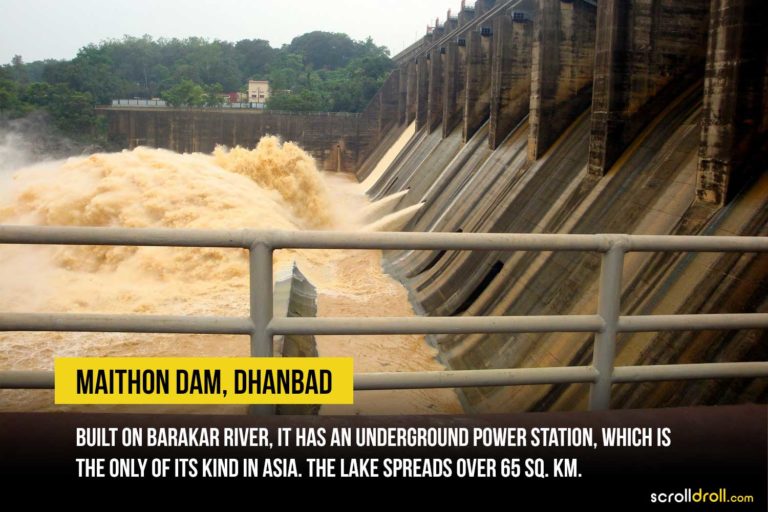 MAITHON DAM, DHANBAD
BUILT ON BARAKAR RIVER, IT HAS AN UNDERGROUND POWER STATION, WHICH IS
THE ONLY OF ITS KIND IN ASIA. THE LAKE SPREADS OVER 65 SQ. KM.
scrolldroll.com